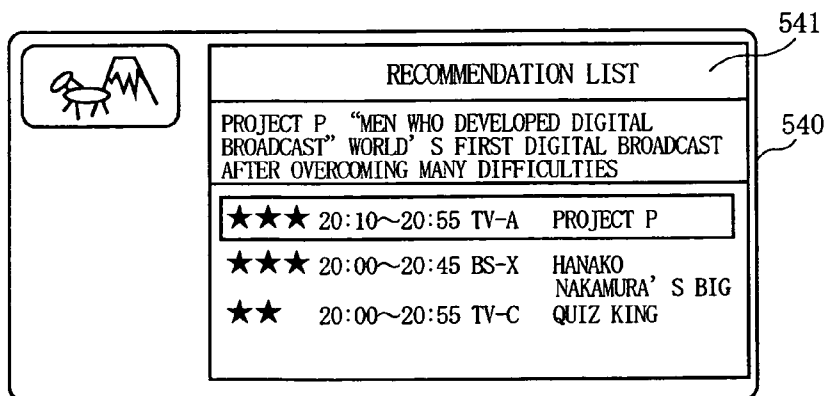 541
RECOMMENDATION LIST
540
PROJECT P “MEN WHO DEVELOPED DIGITAL
BROADCAST” WORLD’S FIRST DIGITAL BROADCAST
AFTER OVERCOMING MANY DIFFICULTIES
★★★ 20:10～20:55 TV-A PROJECT P
★★★ 20:00～20:45 BS-X HANAKO
NAKAMURA’S BIG
★★ 20:00～20:55 TV-C QUIZ KING